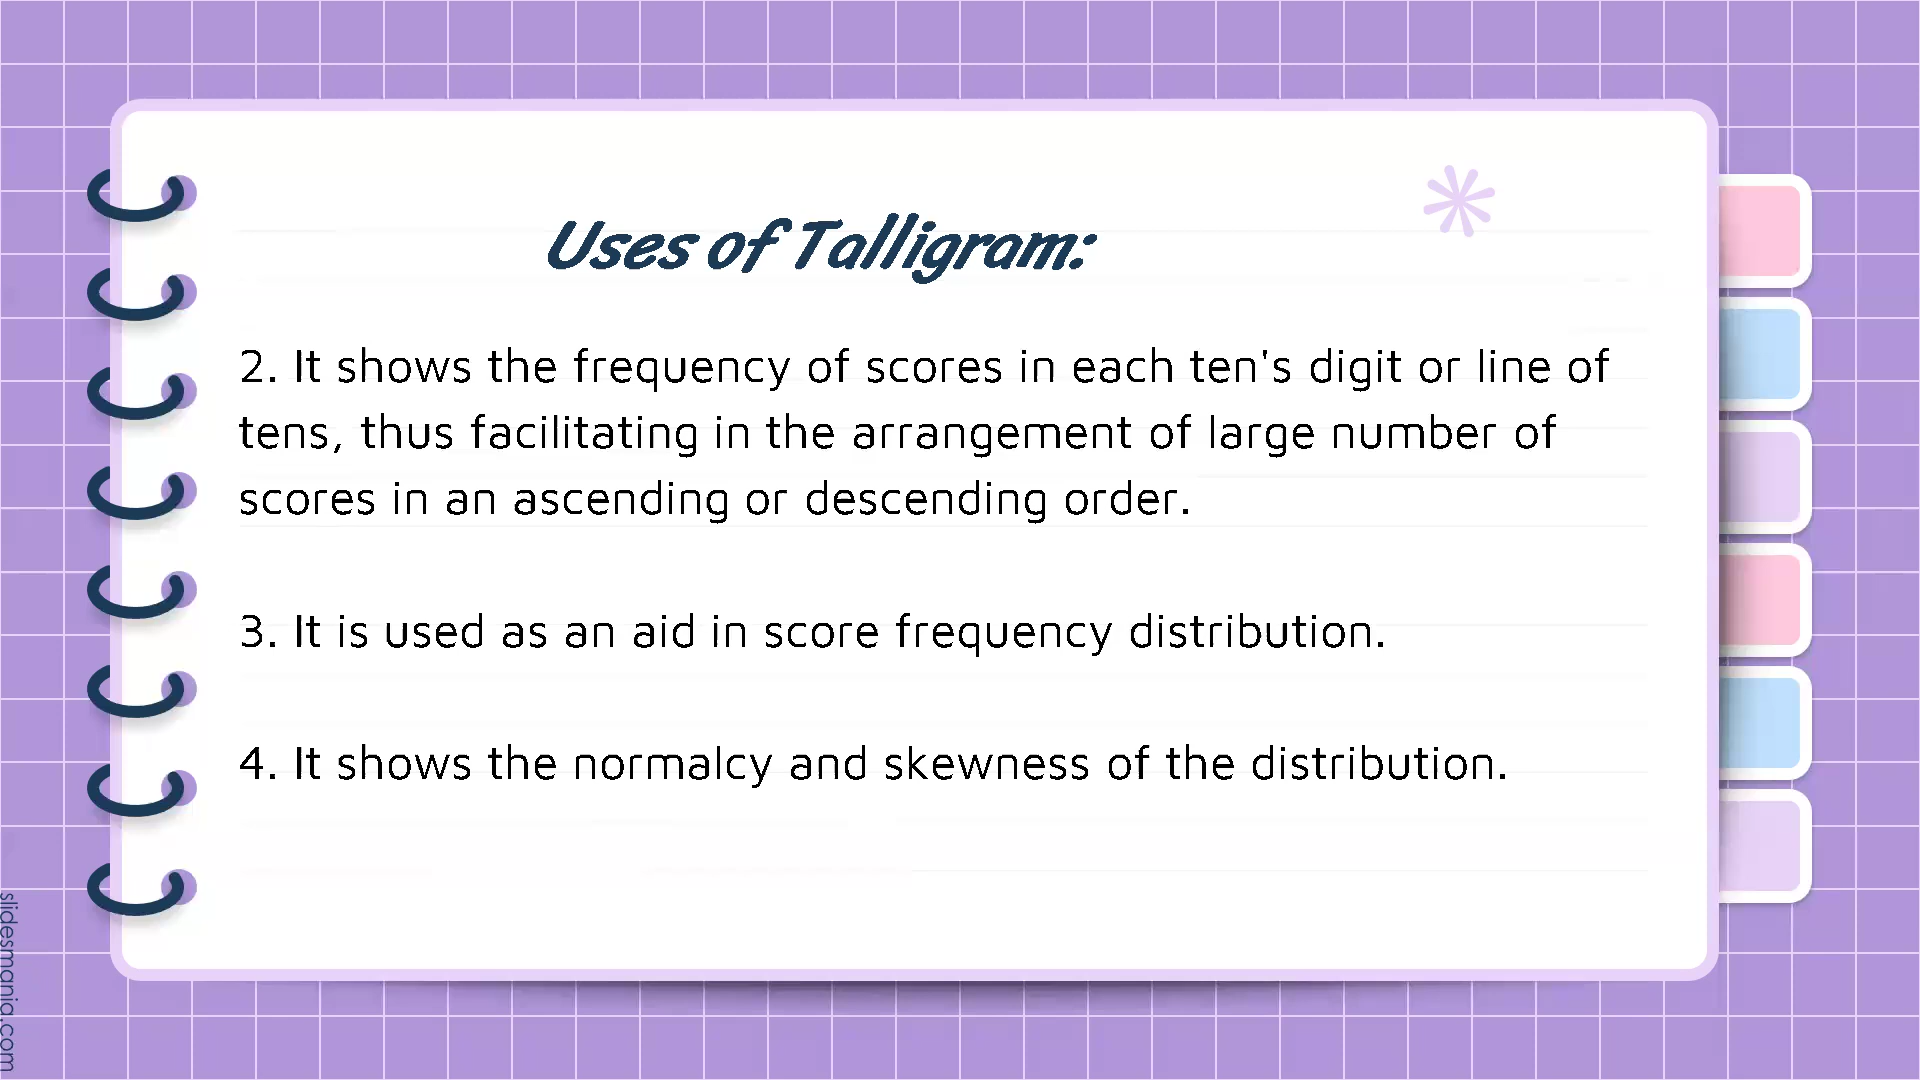 Uses of Talligram:
2. It shows the frequency of scores in each ten's digit or line of
tens, thus facilitating in the arrangement of large number of
scores in an ascending or descending order.
3. It is used as an aid in score frequency distribution.
4. It shows the normalcy and skewness of the distribution.
slidesmania.com